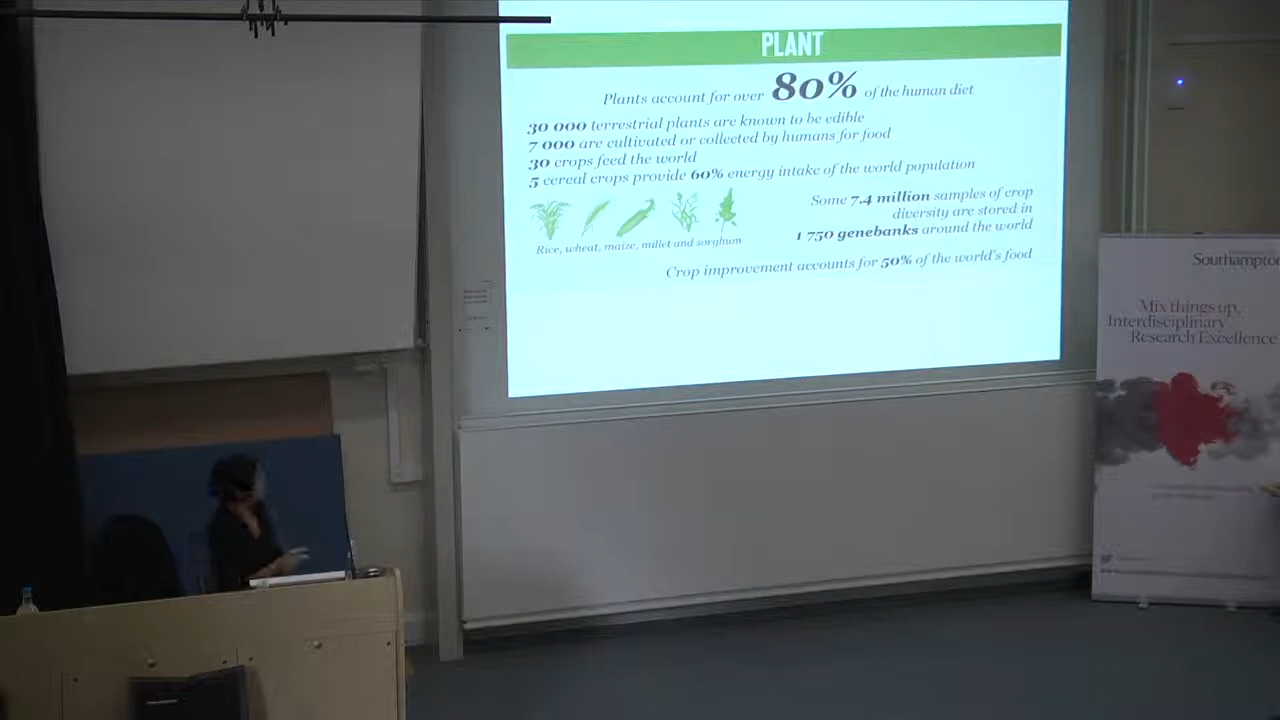 PLANT
Plants account for over 80% of the human diet
30 000 terrestrial plants are known to be edible
7 000 are cultivated or collected by humans for food
30 crops feed the world
5 cereal crops provide 60% energy intake of the world population
Rice, wheat, maize, millet and sorghum
Some 7.4 million samples of crop
diversity are stored in
1 750 genebanks around the world
Crop improvement accounts for 50% of the world's food
Southampton
Mix things up,
Interdisciplinary
Research Excellence